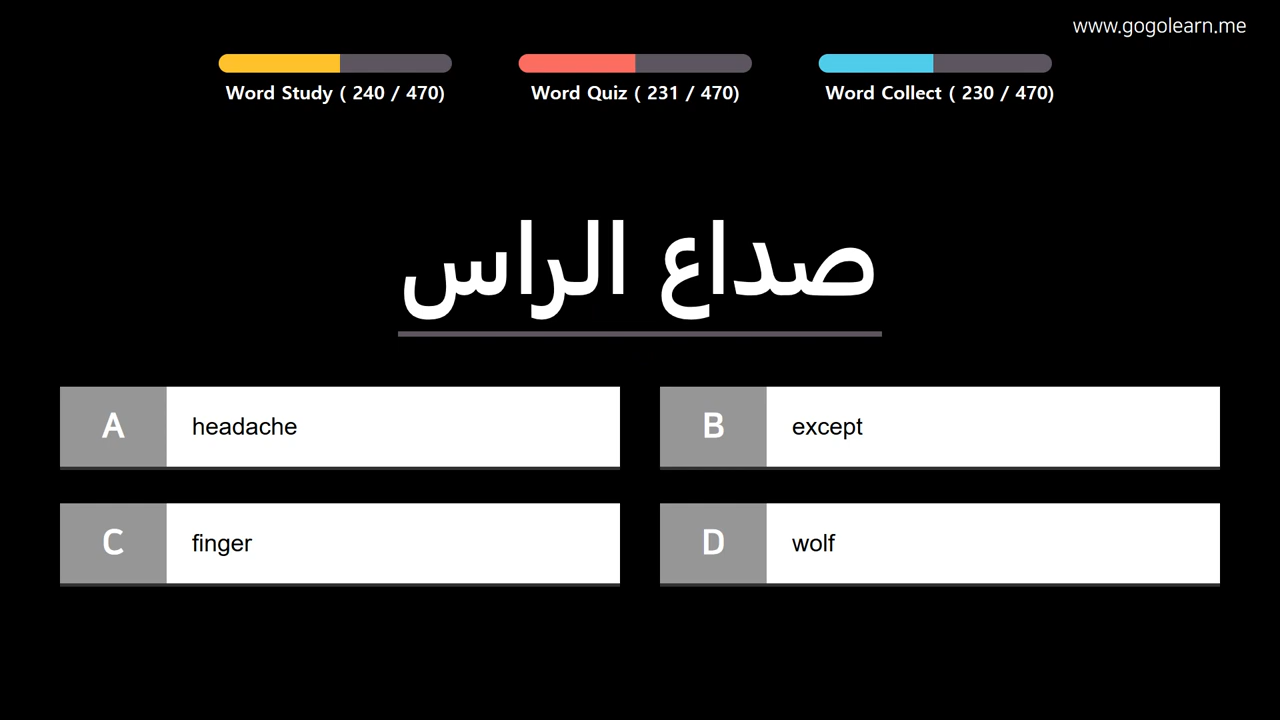 www.gogolearn.me
Word Study ( 240 / 470)
Word Quiz ( 231 / 470)
Word Collect ( 230 / 470)
صداع الراس
A headache
B except
C finger
D wolf